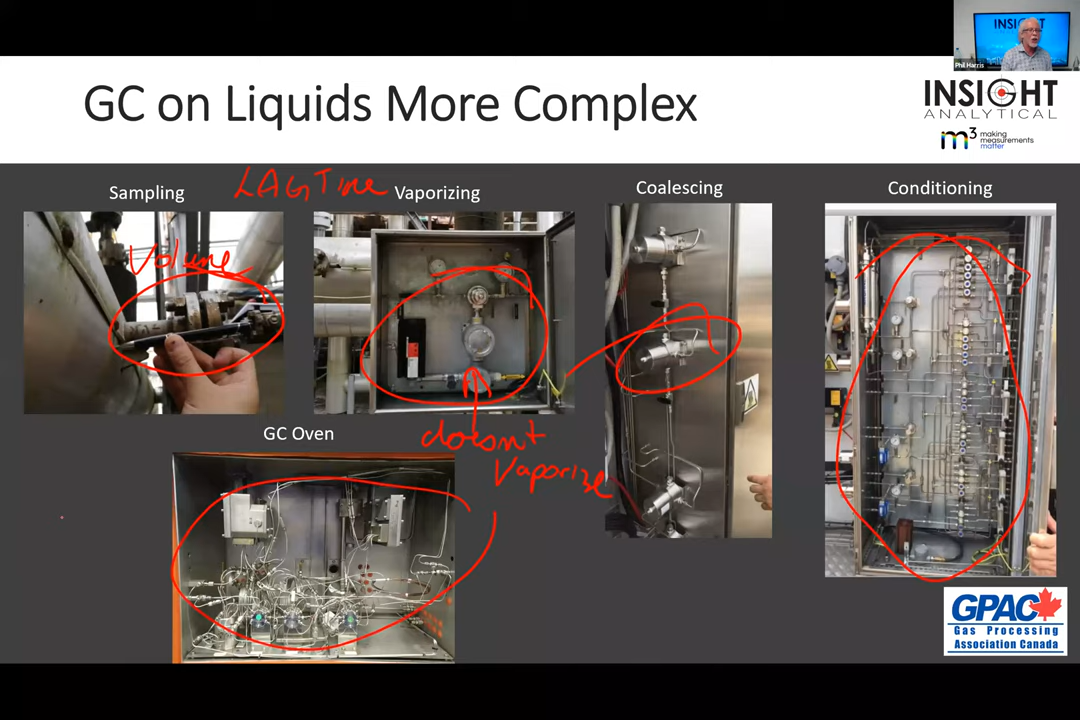 INSIGHT
Phil Harris
GC on Liquids More Complex
INSIGHT
ANALYTICAL
m3 making
measurements
matter
Sampling
LAG Time
Vaporizing
Coalescing
Conditioning
Volume
GC Oven
doesnt
Vaporize
GPAC
Gas Processing
Association Canada